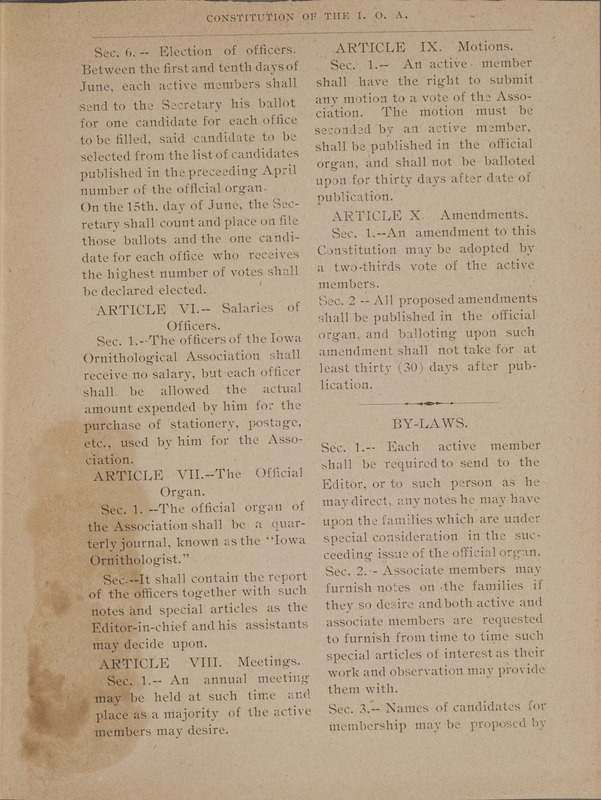 CONSTITUTION OF THE I. O. A.
Sec. 6. -- Election of officers.
Between the first and tenth days of
June, each active members shall
send to the Secretary his ballot
for one candidate for each office
to be filled, said candidate to be
selected from the list of candidates
published in the preceeding April
number of the official organ.
On the 15th. day of June, the Sec-
retary shall count and place on file
those ballots and the one candi-
date for each office who receives
the highest number of votes shall
be declared elected.
ARTICLE VI.-- Salaries of
Officers.
Sec. 1.--The officers of the Iowa
Ornithological Association shall
receive no salary, but each officer
shall be allowed the actual
amount expended by him for the
purchase of stationery, postage,
etc., used by him for the Asso-
ciation.
ARTICLE VII.--The Official
Organ.
Sec. 1. --The official organ of
the Association shall be a quar-
terly journal, known as the "Iowa
Ornithologist."
Sec.--It shall contain the report
of the officers together with such
notes and special articles as the
Editor-in-chief and his assistants
may decide upon.
ARTICLE VIII. Meetings.
Sec. 1.-- An annual meeting
may be held at such time and
place as a majority of the active
members may desire.
ARTICLE IX. Motions.
Sec. 1.-- An active member
shall have the right to submit
any motion to a vote of the Asso-
ciation. The motion must be
seconded by an active member,
shall be published in the official
organ, and shall not be balloted
upon for thirty days after date of
publication.
ARTICLE X. Amendments.
Sec. 1.--An amendment to this
Constitution may be adopted by
a two-thirds vote of the active
members.
Sec. 2 -- All proposed amendments
shall be published in the official
organ, and balloting upon such
amendment shall not take for at
least thirty (30) days after pub-
lication.
BY-LAWS.
Sec. 1.-- Each active member
shall be required to send to the
Editor, or to such person as he
may direct, any notes he may have
upon the families which are under
special consideration in the suc-
ceeding issue of the official organ.
Sec. 2.-- Associate members may
furnish notes on the families if
they so desire and both active and
associate members are requested
to furnish from time to time such
special articles of interest as their
work and observation may provide
them with.
Sec. 3.-- Names of candidates for
membership may be proposed by